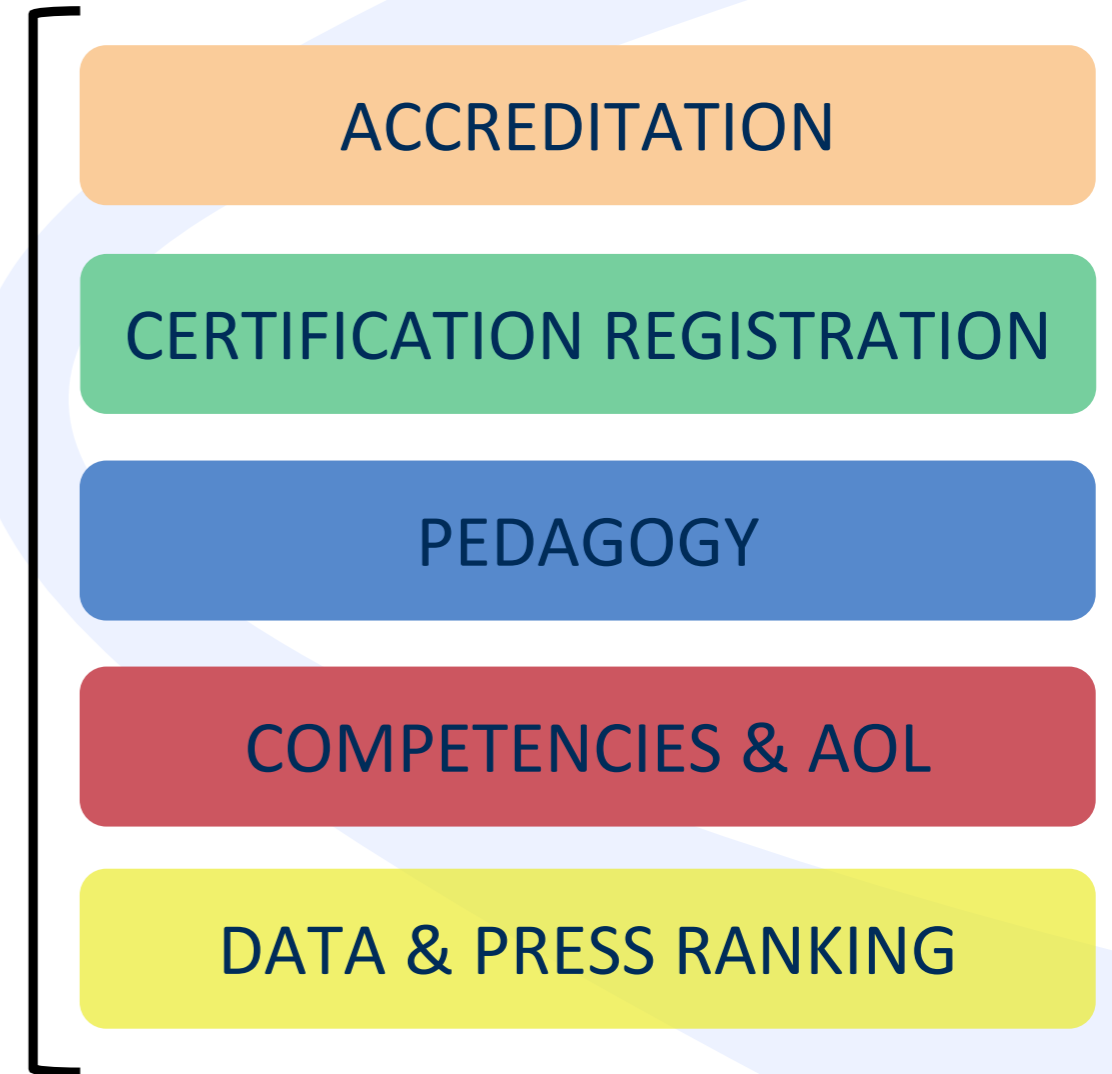 ACCREDITATION
CERTIFICATION REGISTRATION
PEDAGOGY
COMPETENCIES & AOL
DATA & PRESS RANKING